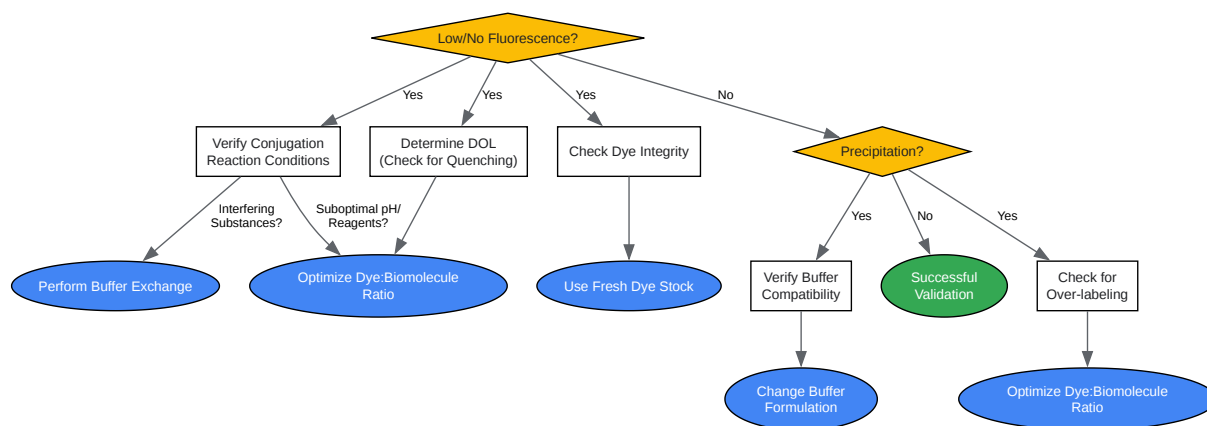 Low/No Fluorescence?
Yes
Yes
Yes
No
Verify Conjugation
Reaction Conditions
Determine DOL
(Check for Quenching)
Check Dye Integrity
Precipitation?
Interfering
Substances?
Suboptimal pH/
Reagents?
Yes
No
Yes
Perform Buffer Exchange
Optimize Dye:Biomolecule
Ratio
Use Fresh Dye Stock
Verify Buffer
Compatibility
Successful
Validation
Check for
Over-labeling
Change Buffer
Formulation
Optimize Dye:Biomolecule
Ratio